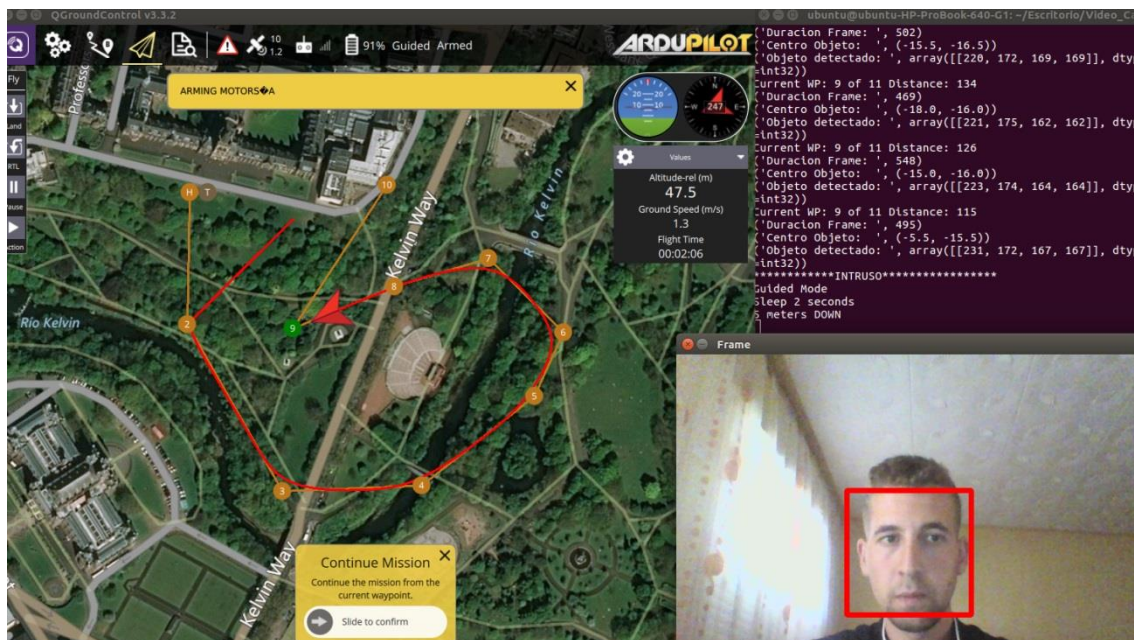 QGroundControl v3.3.2
ubuntu@ubuntu-HP-ProBook-640-G1: ~/Escritorio/Video_Ca
10
1.2
91% Guided Armed
ARDUPILOT
Fly
Land
RTL
Pause
Action
ARMING MOTORS�A
N
W
E
247
20
20
10
10
Values
Altitude-rel (m)
47.5
Ground Speed (m/s)
1.3
Flight Time
00:02:06
Professo
H T
10
Kelvin Way
Río Kelvin
7
8
2
9
6
Río Kelvin
5
3
4
Kelvin Way
Continue Mission
Continue the mission from the
current waypoint.
Slide to confirm
('Duracion Frame: ', 502)
('Centro Objeto: ', (-15.5, -16.5))
('Objeto detectado: ', array([[220, 172, 169, 169]], dty
=int32))
Current WP: 9 of 11 Distance: 134
('Duracion Frame: ', 469)
('Centro Objeto: ', (-18.0, -16.0))
('Objeto detectado: ', array([[221, 175, 162, 162]], dty
=int32))
Current WP: 9 of 11 Distance: 126
('Duracion Frame: ', 548)
('Centro Objeto: ', (-15.0, -16.0))
('Objeto detectado: ', array([[223, 174, 164, 164]], dty
=int32))
Current WP: 9 of 11 Distance: 115
('Duracion Frame: ', 495)
('Centro Objeto: ', (-5.5, -15.5))
('Objeto detectado: ', array([[231, 172, 167, 167]], dty
=int32))
************INTRUSO*****************
Guided Mode
Sleep 2 seconds
5 meters DOWN
Frame